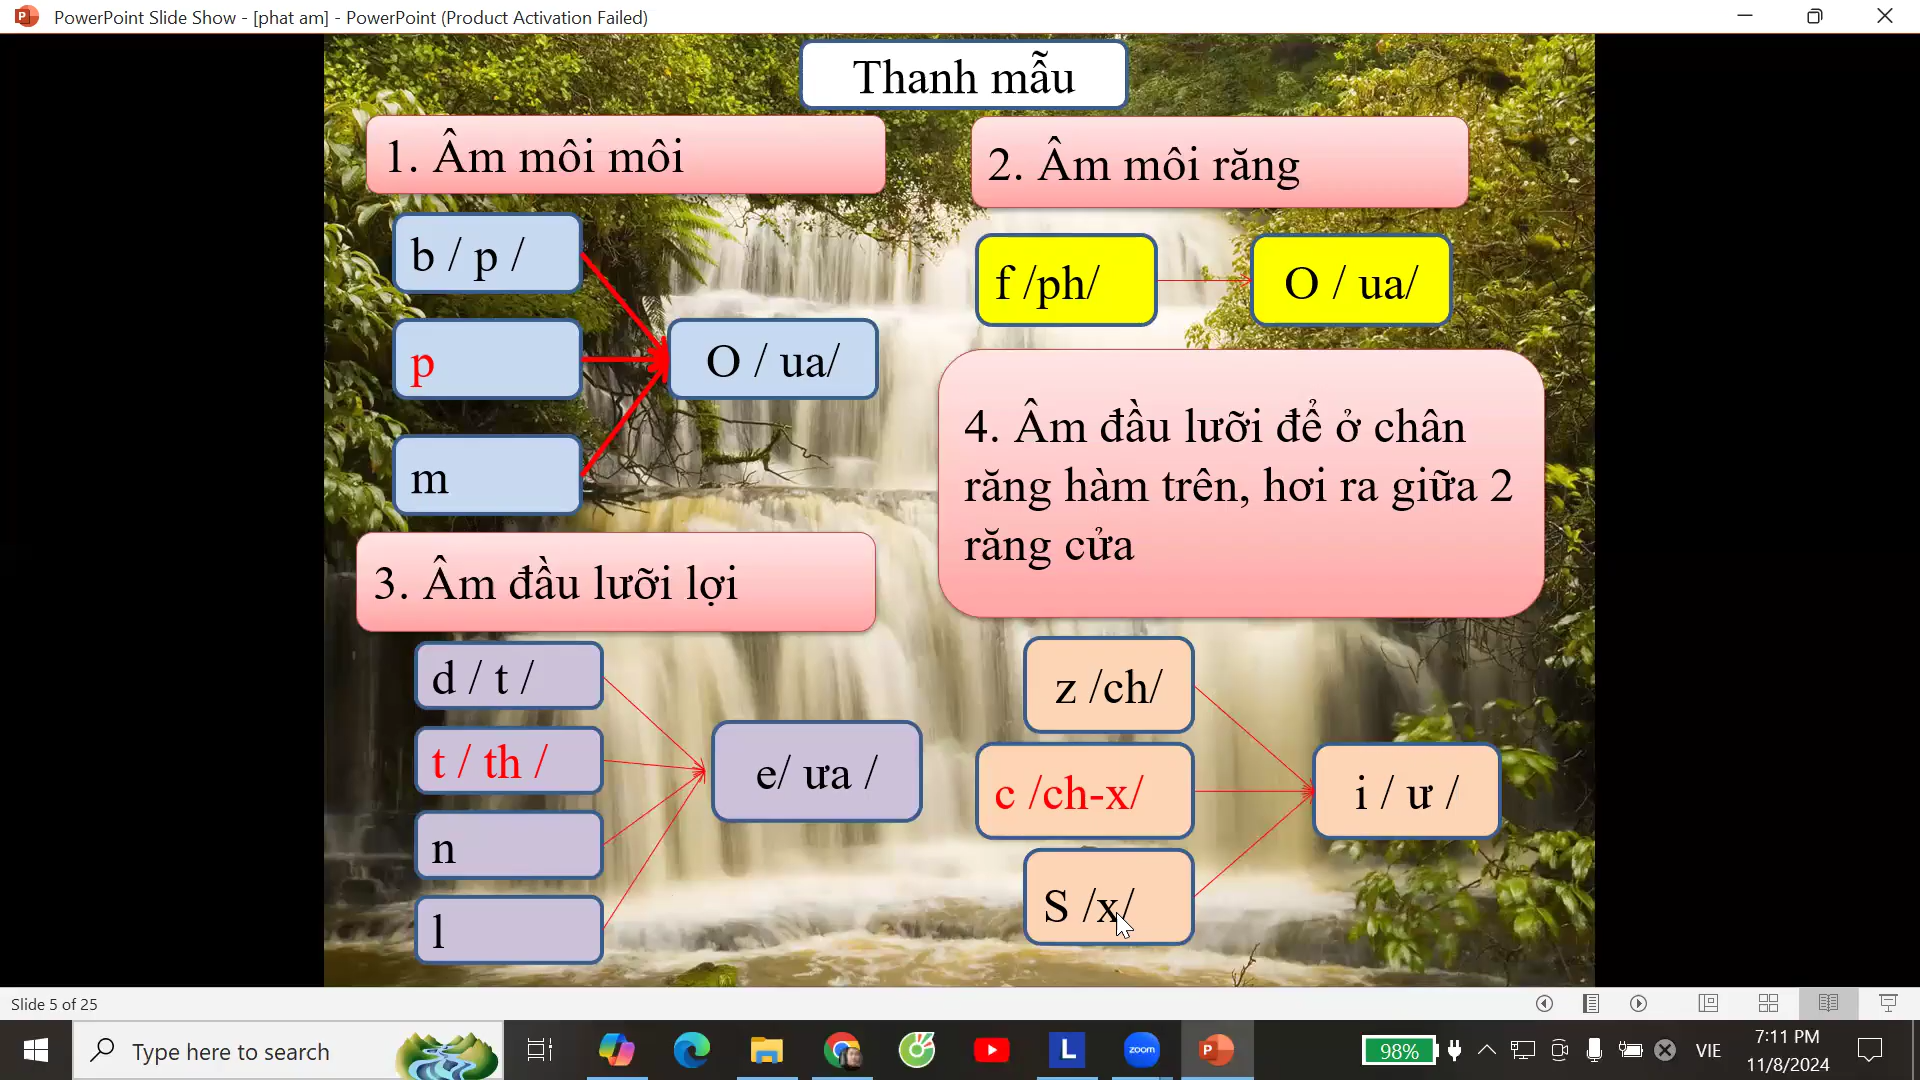 PowerPoint Slide Show - [phat am] - PowerPoint (Product Activation Failed)
Thanh mẫu
1. Âm môi môi
b / p /
p
m
O / ua/
2. Âm môi răng
f /ph/
O / ua/
3. Âm đầu lưỡi lợi
d / t /
t / th /
n
l
e/ ưa /
4. Âm đầu lưỡi để ở chân
răng hàm trên, hơi ra giữa 2
răng cửa
z /ch/
c /ch-x/
S /x/
i / ư /
Slide 5 of 25
Type here to search
L
zoom
P
98%
VIE
7:11 PM
11/8/2024